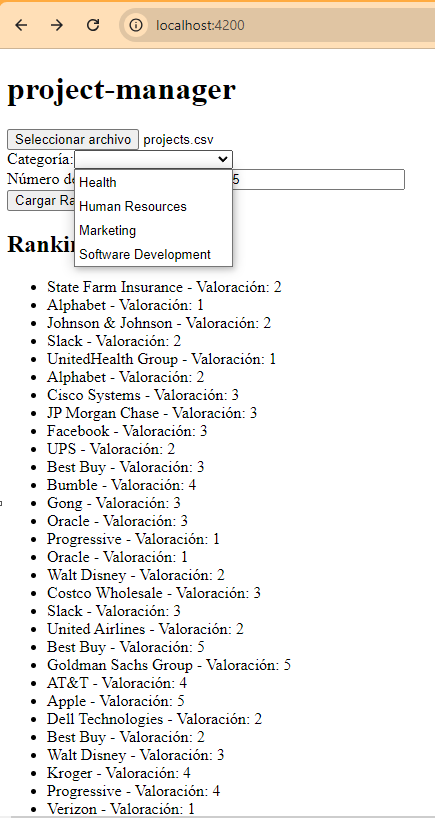 localhost:4200
project-manager
Seleccionar archivo projects.csv
Categoría:
Health
Human Resources
Marketing
Software Development
Número de 5
Cargar Ra
Rankin
State Farm Insurance - Valoración: 2
Alphabet - Valoración: 1
Johnson & Johnson - Valoración: 2
Slack - Valoración: 2
UnitedHealth Group - Valoración: 1
Alphabet - Valoración: 2
Cisco Systems - Valoración: 3
JP Morgan Chase - Valoración: 3
Facebook - Valoración: 3
UPS - Valoración: 2
Best Buy - Valoración: 3
Bumble - Valoración: 4
Gong - Valoración: 3
Oracle - Valoración: 3
Progressive - Valoración: 1
Oracle - Valoración: 1
Walt Disney - Valoración: 2
Costco Wholesale - Valoración: 3
Slack - Valoración: 3
United Airlines - Valoración: 2
Best Buy - Valoración: 5
Goldman Sachs Group - Valoración: 5
AT&T - Valoración: 4
Apple - Valoración: 5
Dell Technologies - Valoración: 2
Best Buy - Valoración: 2
Walt Disney - Valoración: 3
Kroger - Valoración: 4
Progressive - Valoración: 4
Verizon - Valoración: 1